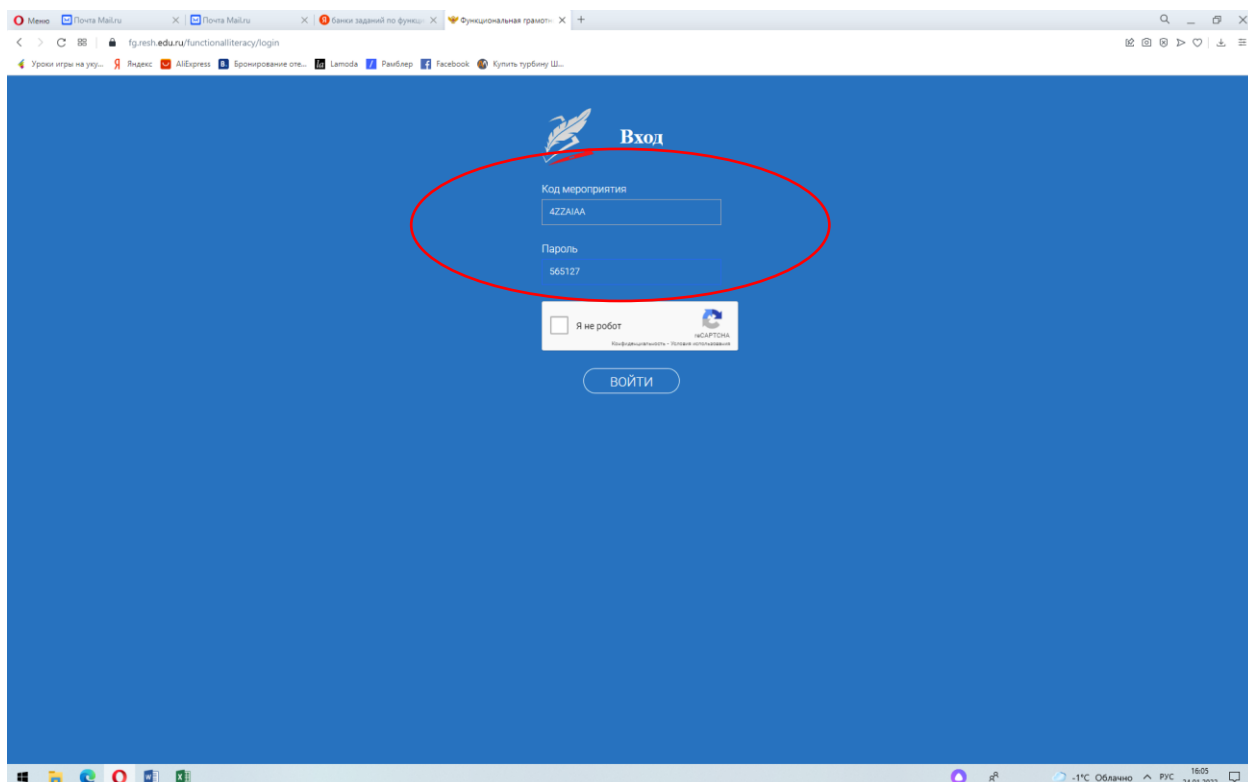 Меню Почта Mail.ru Почта Mail.ru банки заданий по функци Функциональная грамотн
fg.resh.edu.ru/functionalliteracy/login
Уроки игры на уку... Яндекс AliExpress Бронирование оте... Lamoda Рамблер Facebook Купить турбину Ш...
Вход
Код мероприятия
4ZZAIAA
Пароль
565127
Я не робот
reCAPTCHA
Конфиденциальность - Условия использования
ВОЙТИ
-1°C Облачно РУС 16:05